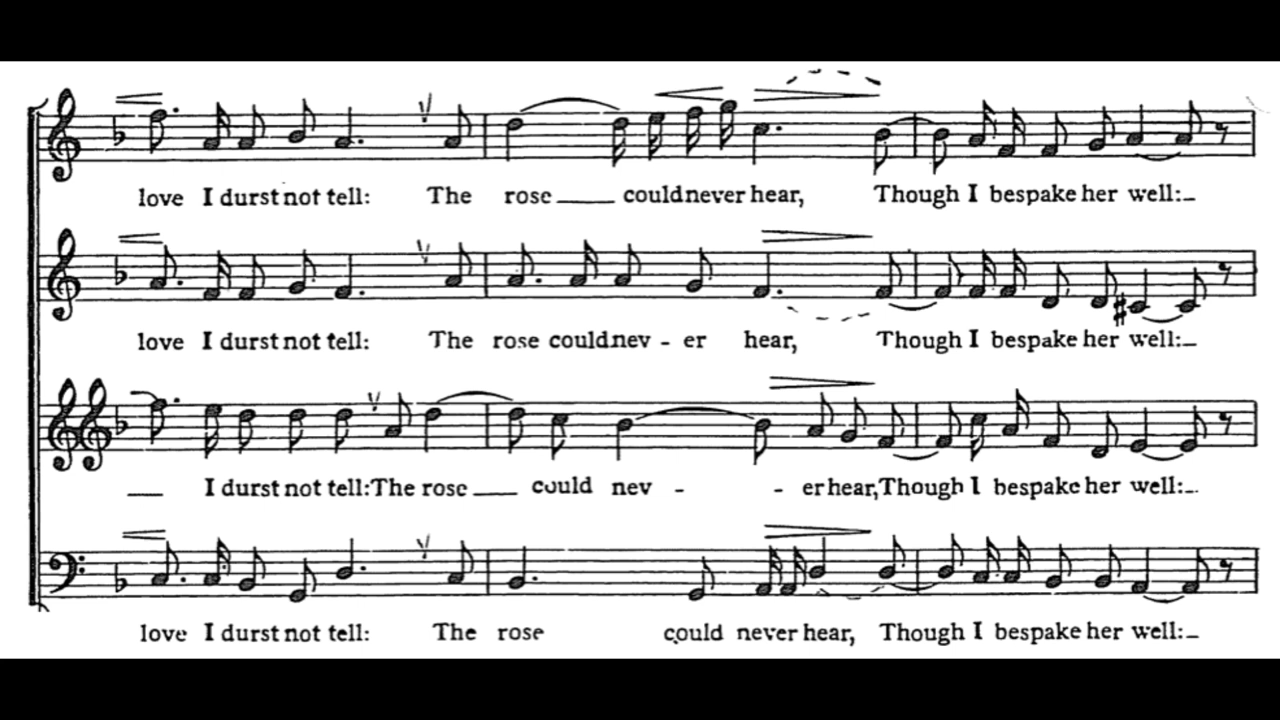 love I durst not tell: The rose could never hear, Though I bespake her well:
love I durst not tell: The rose could nev - er hear, Though I bespake her well:
I durst not tell: The rose could nev - - er hear, Though I bespake her well:
love I durst not tell: The rose could never hear, Though I bespake her well: